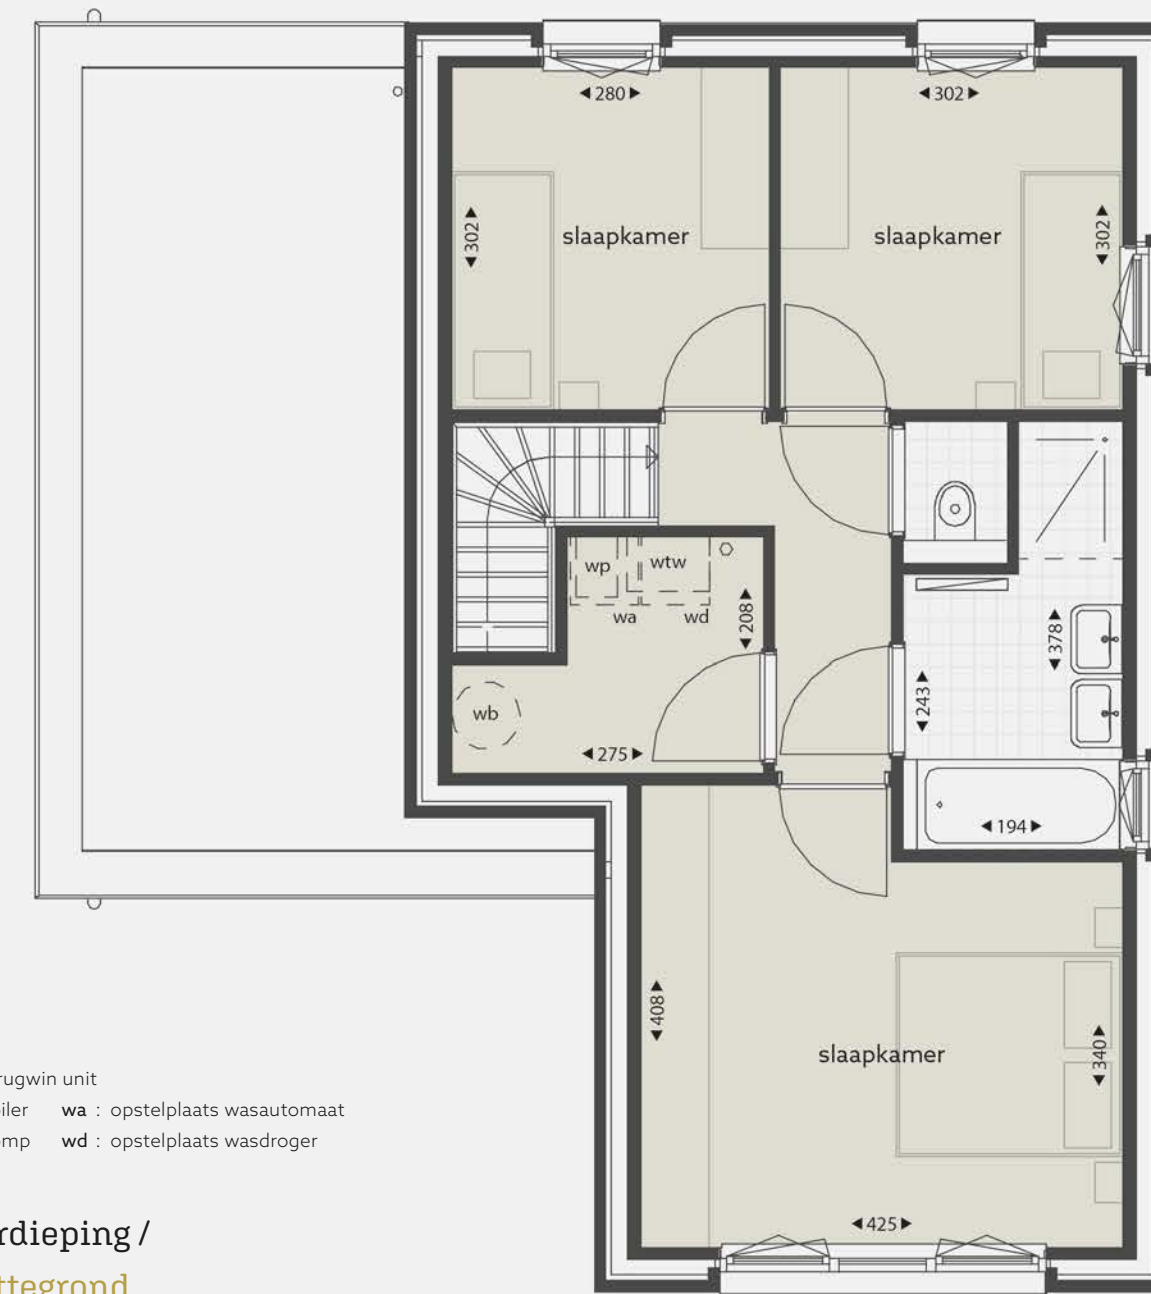 280
302
302
slaapkamer
slaapkamer
302
wp
wtw
wa
wd
208
378
243
wb
275
194
408
slaapkamer
340
425
rugwin unit
wa : opstelplaats wasautomaat
wd : opstelplaats wasdroger
rdieping /